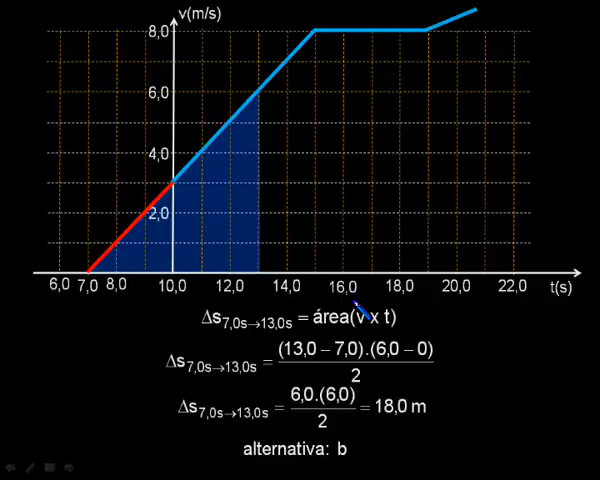 v(m/s)
8,0
6,0
4,0
2,0
6,0 7,0 8,0 10,0 12,0 14,0 16,0 18,0 20,0 22,0 t(s)
Δs7,0s→13,0s = área(v x t)
Δs7,0s→13,0s = (13,0 – 7,0).(6,0 – 0) / 2
Δs7,0s→13,0s = 6,0.(6,0) / 2 = 18,0 m
alternativa: b